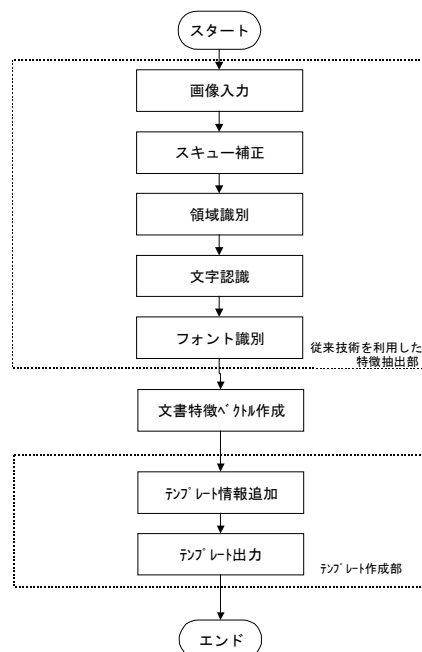 スタート
画像入力
スキュー補正
領域識別
文字認識
フォント識別
従来技術を利用した
特徴抽出部
文書特徴ﾍﾞｸﾄﾙ作成
ﾃﾝﾌﾟﾚｰﾄ情報追加
ﾃﾝﾌﾟﾚｰﾄ出力
ﾃﾝﾌﾟﾚｰﾄ作成部
エンド